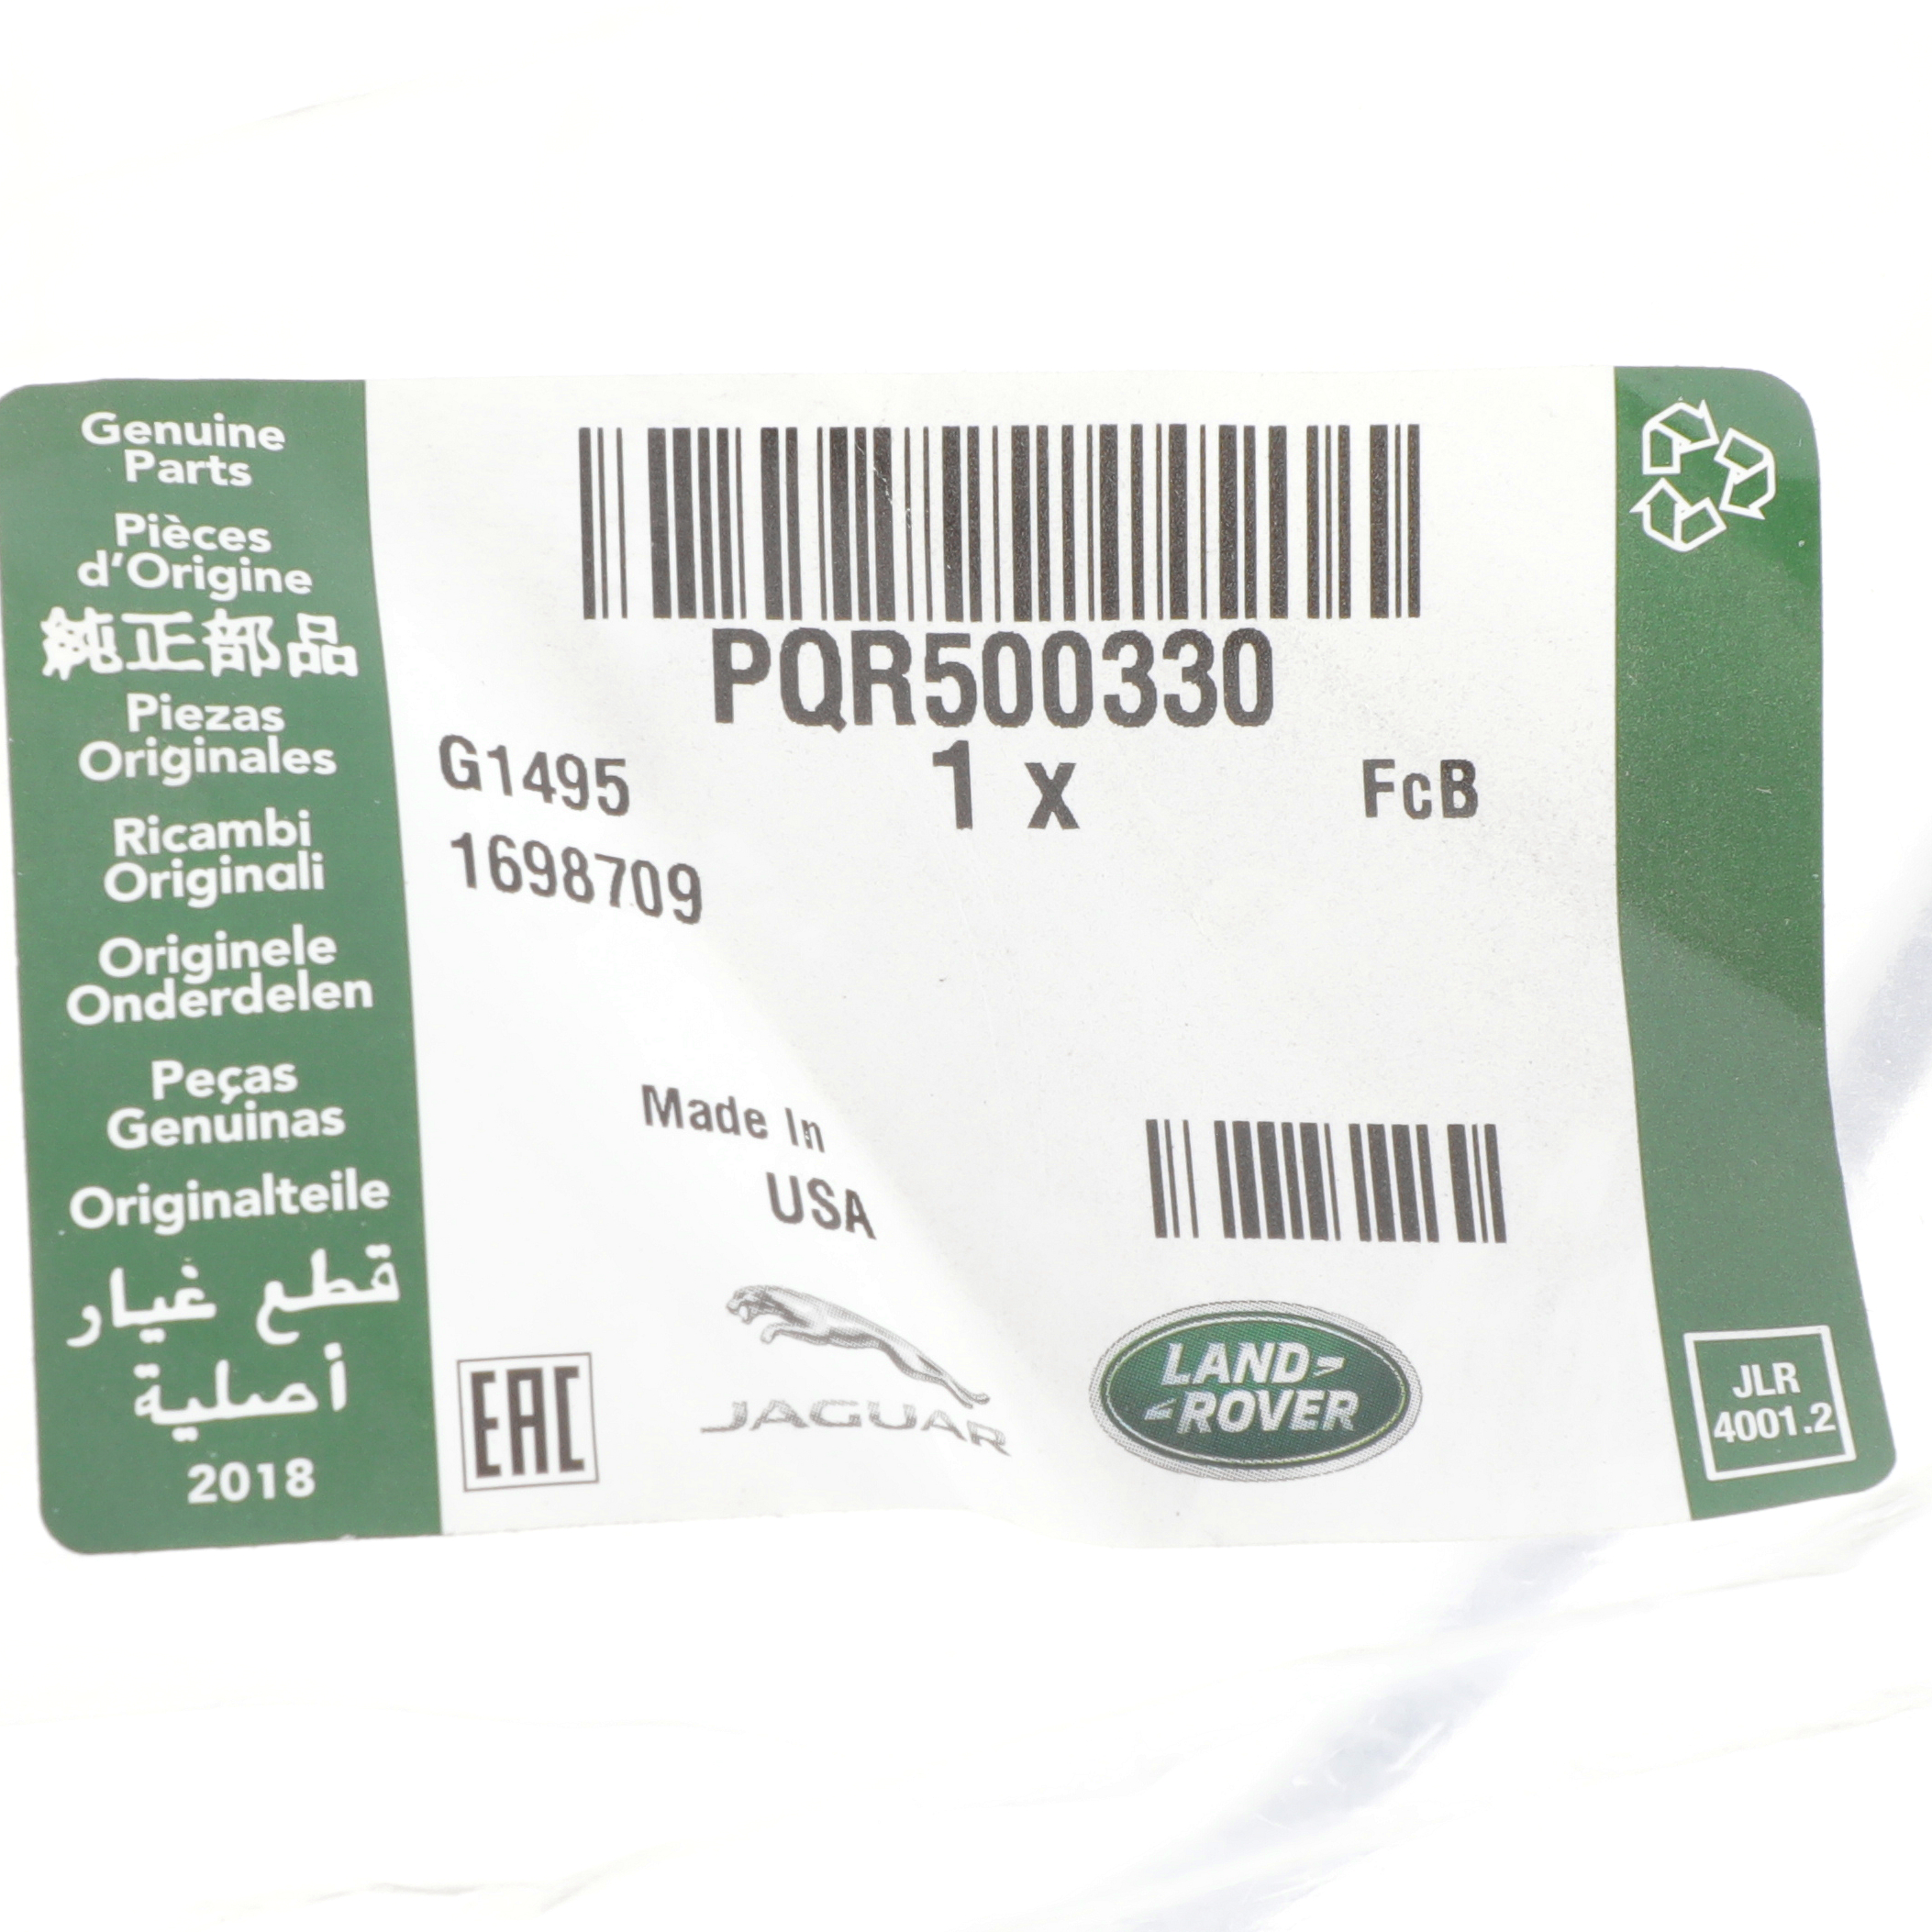 Genuine
Parts
Pièces
d'Origine
純正部品
Piezas
Originales
Ricambi
Originali
Originele
Onderdelen
Peças
Genuinas
Originalteile
قطع غيار
أصلية
2018
PQR500330
G1495 1 x FcB
1698709
Made In
USA
EAC
JAGUAR
LAND
ROVER
JLR
4001.2